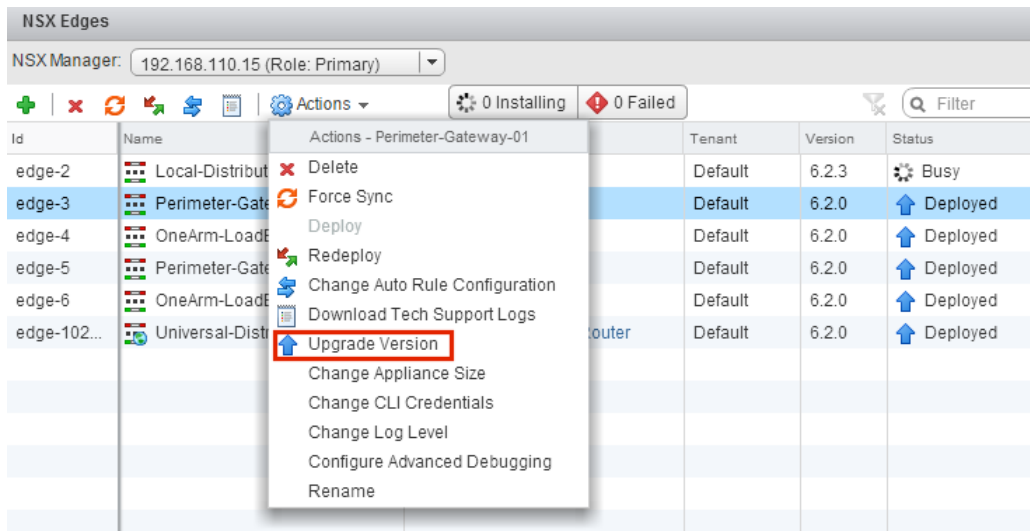 NSX Edges
NSX Manager: 192.168.110.15 (Role: Primary)
Actions 0 Installing 0 Failed Filter
Id Name Tenant Version Status
edge-2 Local-Distribut Default 6.2.3 Busy
edge-3 Perimeter-Gate Default 6.2.0 Deployed
edge-4 OneArm-LoadB Default 6.2.0 Deployed
edge-5 Perimeter-Gate Default 6.2.0 Deployed
edge-6 OneArm-LoadB Default 6.2.0 Deployed
edge-102... Universal-Distr outer Default 6.2.0 Deployed
Actions - Perimeter-Gateway-01
Delete
Force Sync
Deploy
Redeploy
Change Auto Rule Configuration
Download Tech Support Logs
Upgrade Version
Change Appliance Size
Change CLI Credentials
Change Log Level
Configure Advanced Debugging
Rename